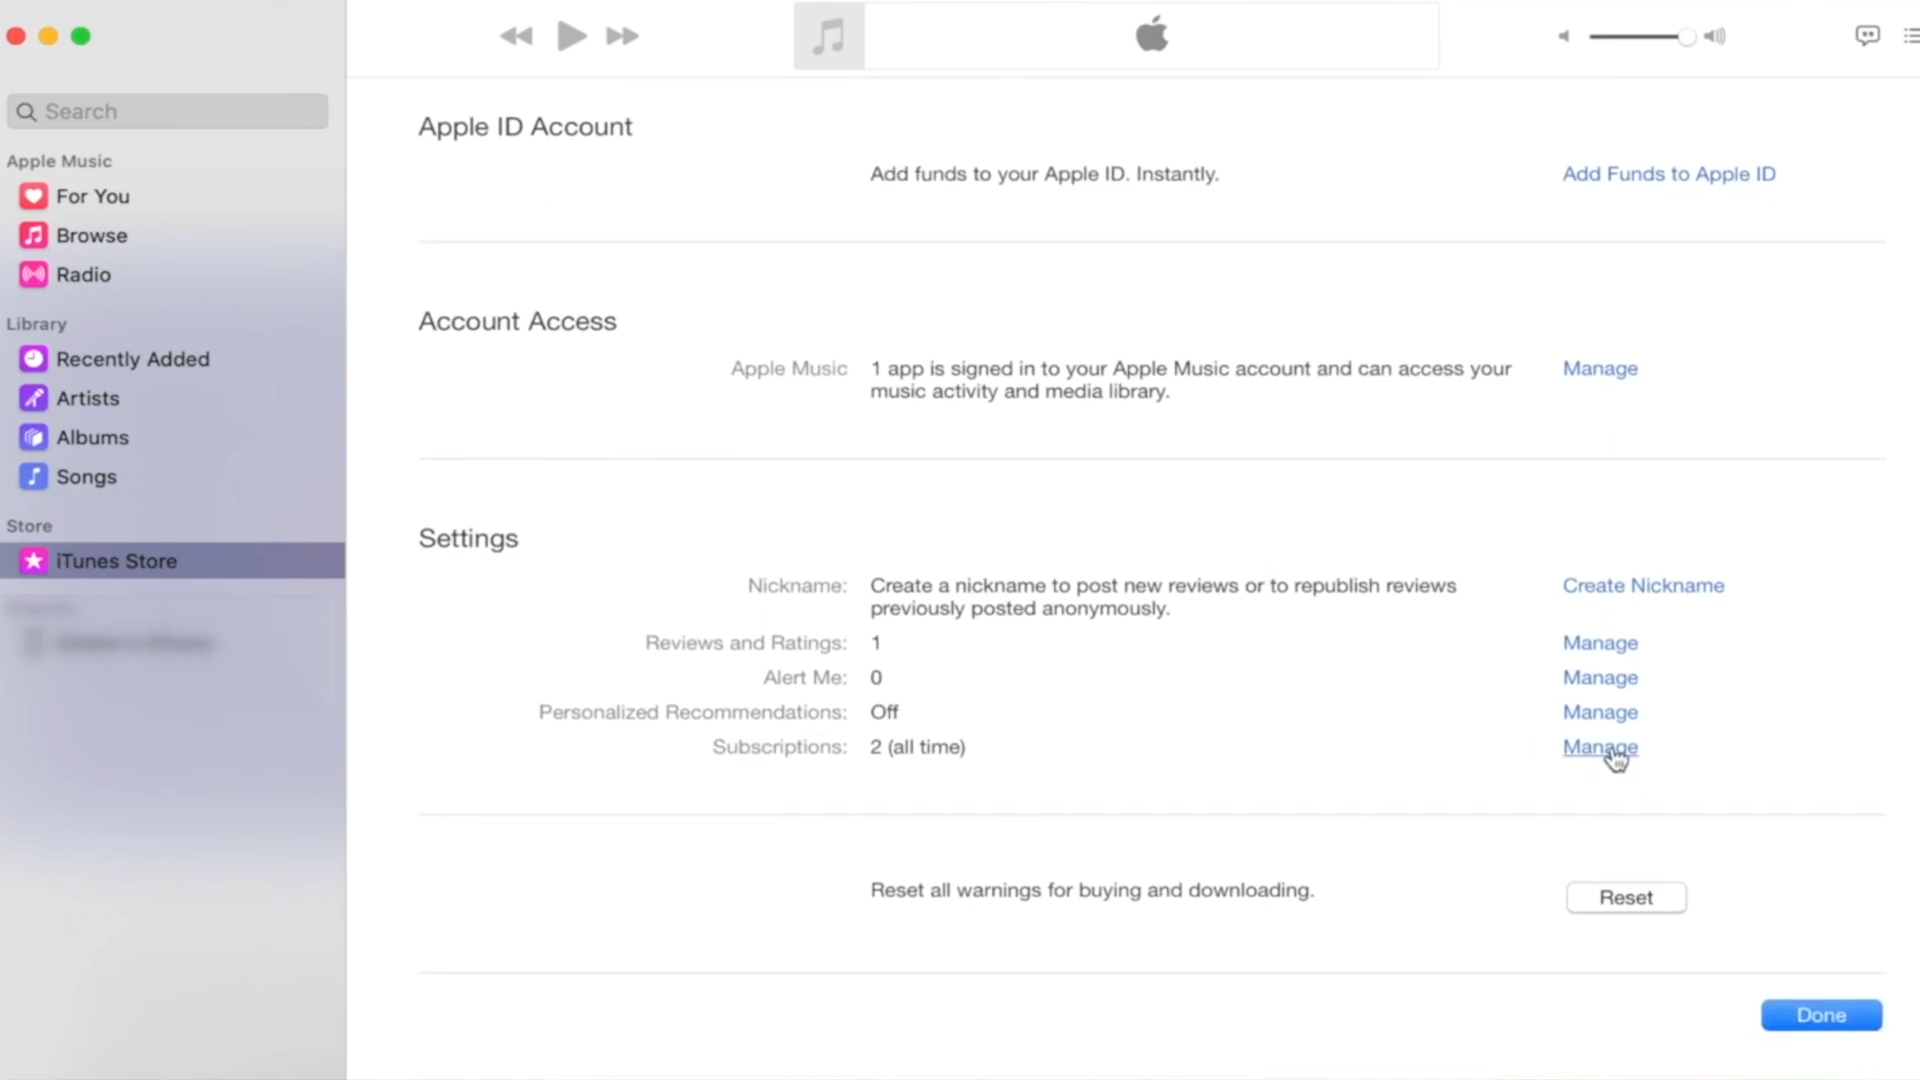 Search
Apple Music
For You
Browse
Radio
Library
Recently Added
Artists
Albums
Songs
Store
iTunes Store
Apple ID Account
Add funds to your Apple ID. Instantly.
Add Funds to Apple ID
Account Access
Apple Music
1 app is signed in to your Apple Music account and can access your
music activity and media library.
Manage
Settings
Nickname:
Create a nickname to post new reviews or to republish reviews
previously posted anonymously.
Create Nickname
Reviews and Ratings: 1 Manage
Alert Me: 0 Manage
Personalized Recommendations: Off Manage
Subscriptions: 2 (all time) Manage
Reset all warnings for buying and downloading.
Reset
Done